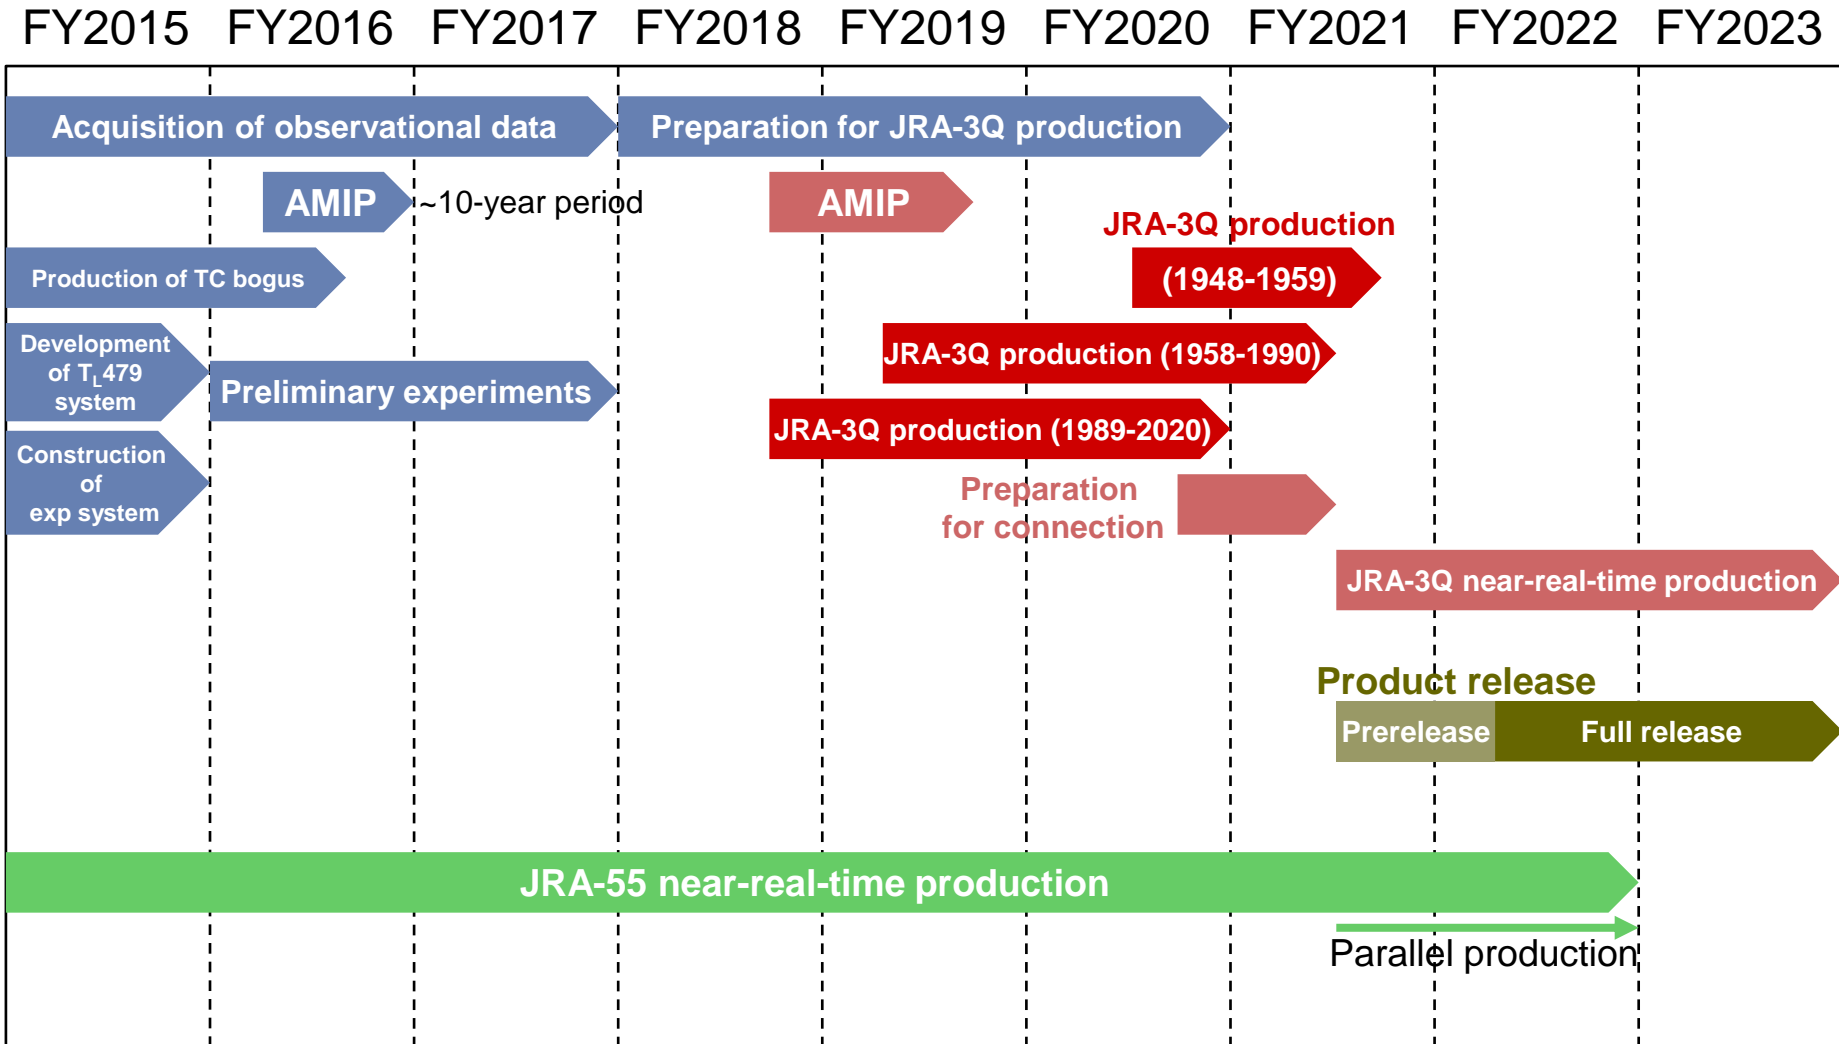 FY2015 FY2016 FY2017 FY2018 FY2019 FY2020 FY2021 FY2022 FY2023
Acquisition of observational data
Preparation for JRA-3Q production
AMIP
~10-year period
AMIP
JRA-3Q production
(1948-1959)
Production of TC bogus
Development
of TL479
system
Preliminary experiments
JRA-3Q production (1958-1990)
JRA-3Q production (1989-2020)
Construction
of
exp system
Preparation
for connection
JRA-3Q near-real-time production
Product release
Prerelease
Full release
JRA-55 near-real-time production
Parallel production